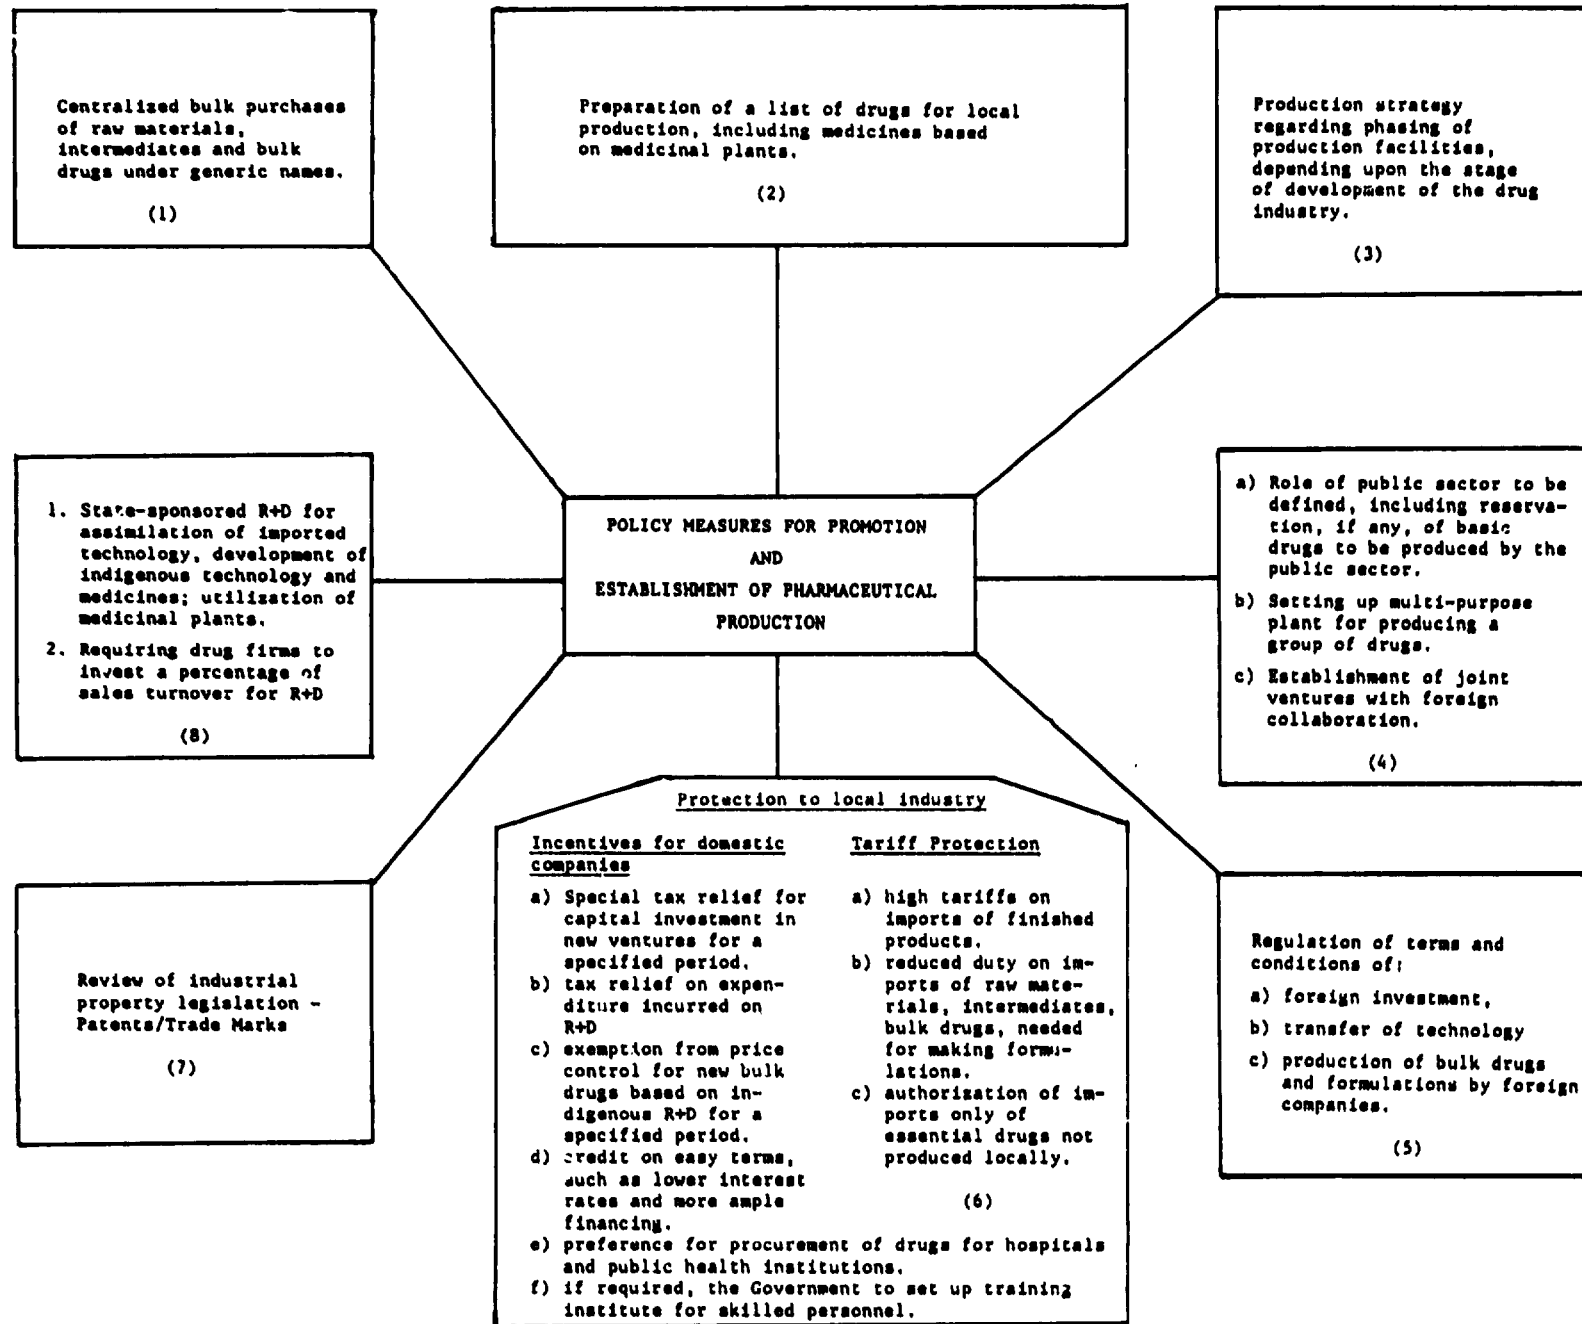 Centralized bulk purchases
of raw materials,
intermediates and bulk
drugs under generic names.
(1)
Preparation of a list of drugs for local
production, including medicines based
on medicinal plants.
(2)
Production strategy
regarding phasing of
production facilities,
depending upon the stage
of development of the drug
industry.
(3)
1. State-sponsored R+D for
assimilation of imported
technology, development of
indigenous technology and
medicines; utilization of
medicinal plants.
2. Requiring drug firms to
invest a percentage of
sales turnover for R+D
(8)
POLICY MEASURES FOR PROMOTION
AND
ESTABLISHMENT OF PHARMACEUTICAL
PRODUCTION
a) Role of public sector to be
defined, including reserva-
tion, if any, of basic
drugs to be produced by the
public sector.
b) Setting up multi-purpose
plant for producing a
group of drugs.
c) Establishment of joint
ventures with foreign
collaboration.
(4)
Review of industrial
property legislation -
Patents/Trade Marks
(7)
Protection to local industry
Incentives for domestic
companies
a) Special tax relief for
capital investment in
new ventures for a
specified period.
b) tax relief on expen-
diture incurred on
R+D
c) exemption from price
control for new bulk
drugs based on in-
digenous R+D for a
specified period.
d) credit on easy terms,
such as lower interest
rates and more ample
financing.
e) preference for procurement of drugs for hospitals
and public health institutions.
f) if required, the Government to set up training
institute for skilled personnel.
Tariff Protection
a) high tariffs on
imports of finished
products.
b) reduced duty on im-
ports of raw mate-
rials, intermediates,
bulk drugs, needed
for making formu-
lations.
c) authorization of im-
ports only of
essential drugs not
produced locally.
(6)
Regulation of terms and
conditions of:
a) foreign investment,
b) transfer of technology
c) production of bulk drugs
and formulations by foreign
companies.
(5)